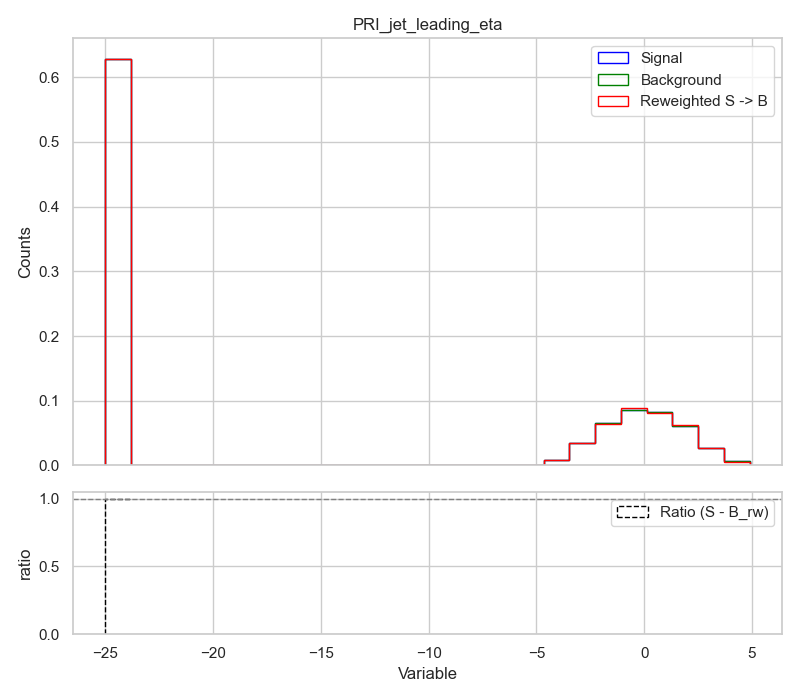 PRI_jet_leading_eta
Signal
Background
Reweighted S -> B
0.6
0.5
0.4
0.3
0.2
0.1
0.0
Counts
Ratio (S - B_rw)
1.0
0.5
0.0
ratio
−25
−20
−15
−10
−5
0
5
Variable